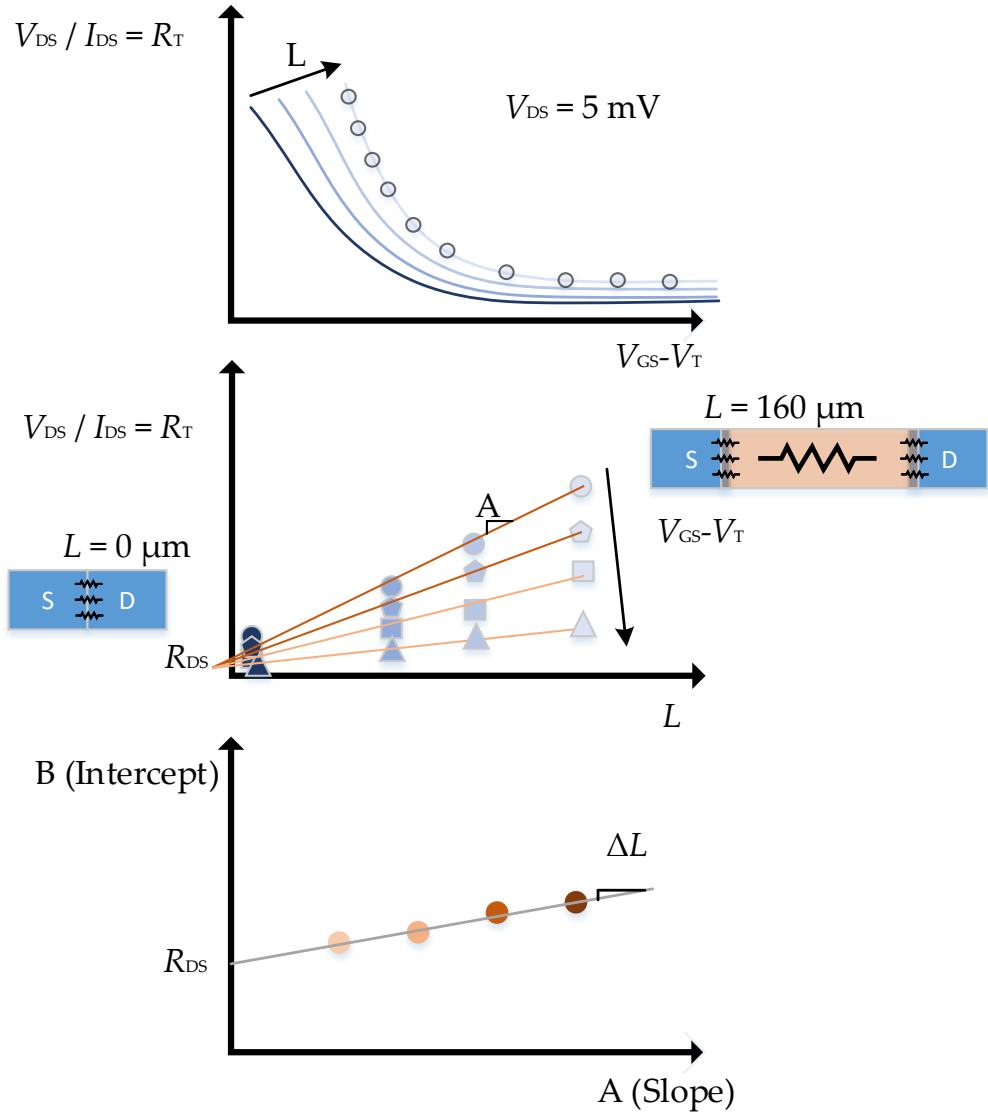 VDS / IDS = RT
L
VDS = 5 mV
VGS-VT
VDS / IDS = RT
L = 160 μm
S
D
A
VGS-VT
L = 0 μm
S
D
RDS
L
B (Intercept)
ΔL
RDS
A (Slope)